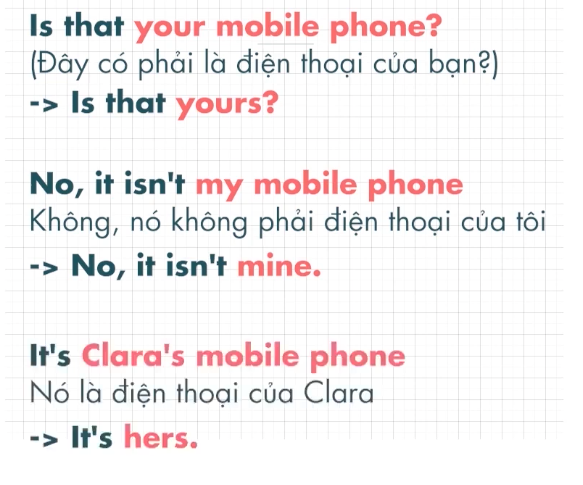 Is that your mobile phone?
(Đây có phải là điện thoại của bạn?)
-> Is that yours?
No, it isn't my mobile phone
Không, nó không phải điện thoại của tôi
-> No, it isn't mine.
It's Clara's mobile phone
Nó là điện thoại của Clara
-> It's hers.